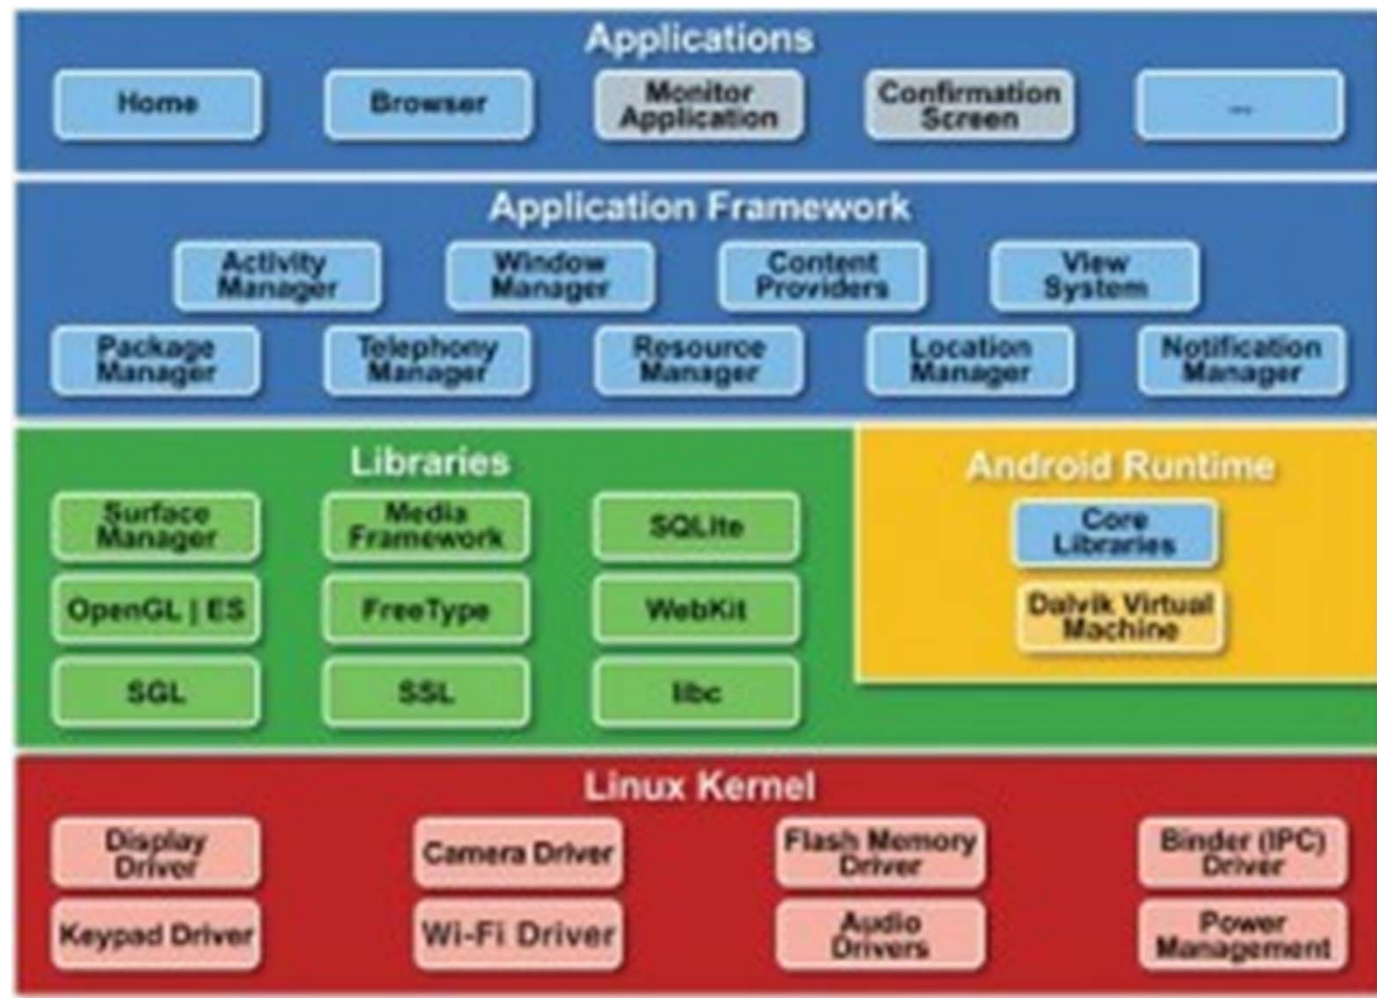 Applications
Home
Browser
Monitor
Application
Confirmation
Screen
...
Application Framework
Activity
Manager
Window
Manager
Content
Providers
View
System
Package
Manager
Telephony
Manager
Resource
Manager
Location
Manager
Notification
Manager
Libraries
Surface
Manager
Media
Framework
SQLite
OpenGL | ES
FreeType
WebKit
SGL
SSL
libc
Android Runtime
Core
Libraries
Dalvik Virtual
Machine
Linux Kernel
Display
Driver
Camera Driver
Flash Memory
Driver
Binder (IPC)
Driver
Keypad Driver
Wi-Fi Driver
Audio
Drivers
Power
Management